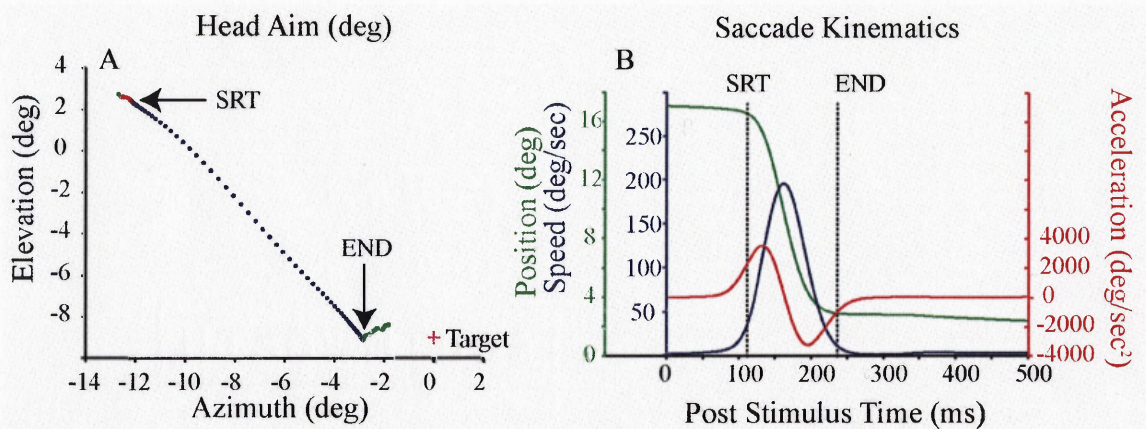 Head Aim (deg)
A
SRT
END
+ Target
Elevation (deg)
4
2
0
-2
-4
-6
-8
-14 -12 -10 -8 -6 -4 -2 0 2
Azimuth (deg)
Saccade Kinematics
B
SRT END
Position (deg)
16
12
8
4
0
Speed (deg/sec)
250
200
150
100
50
Acceleration (deg/sec²)
4000
2000
0
-2000
-4000
0 100 200 300 400 500
Post Stimulus Time (ms)